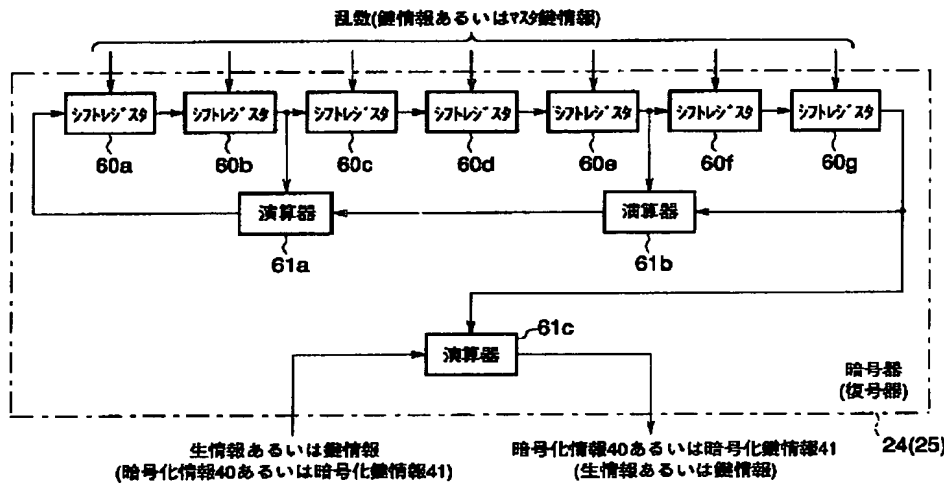 乱数(鍵情報あるいはマスタ鍵情報)
シフトレジスタ シフトレジスタ シフトレジスタ シフトレジスタ シフトレジスタ シフトレジスタ シフトレジスタ
60a 60b 60c 60d 60e 60f 60g
演算器 演算器
61a 61b
61c
演算器
暗号器
(復号器)
24(25)
生情報あるいは鍵情報
(暗号化情報40あるいは暗号化鍵情報41)
暗号化情報40あるいは暗号化鍵情報41
(生情報あるいは鍵情報)